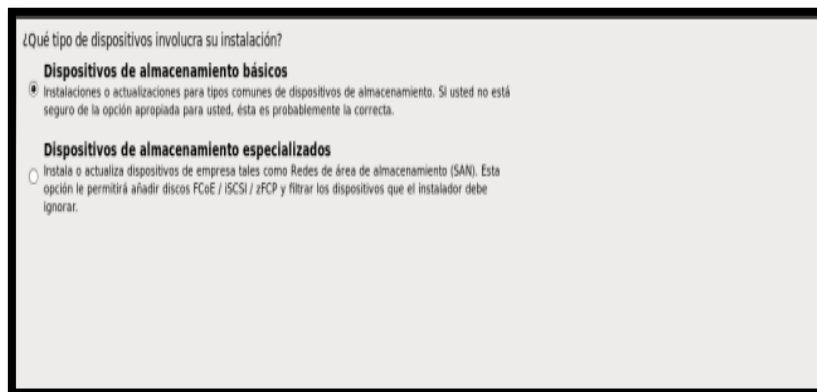 ¿Qué tipo de dispositivos involucra su instalación?
Dispositivos de almacenamiento básicos
Instalaciones o actualizaciones para tipos comunes de dispositivos de almacenamiento. Si usted no está
seguro de la opción apropiada para usted, ésta es probablemente la correcta.
Dispositivos de almacenamiento especializados
Instala o actualiza dispositivos de empresa tales como Redes de área de almacenamiento (SAN). Esta
opción le permitirá añadir discos FCoE / iSCSI / zFCP y filtrar los dispositivos que el instalador debe
ignorar.